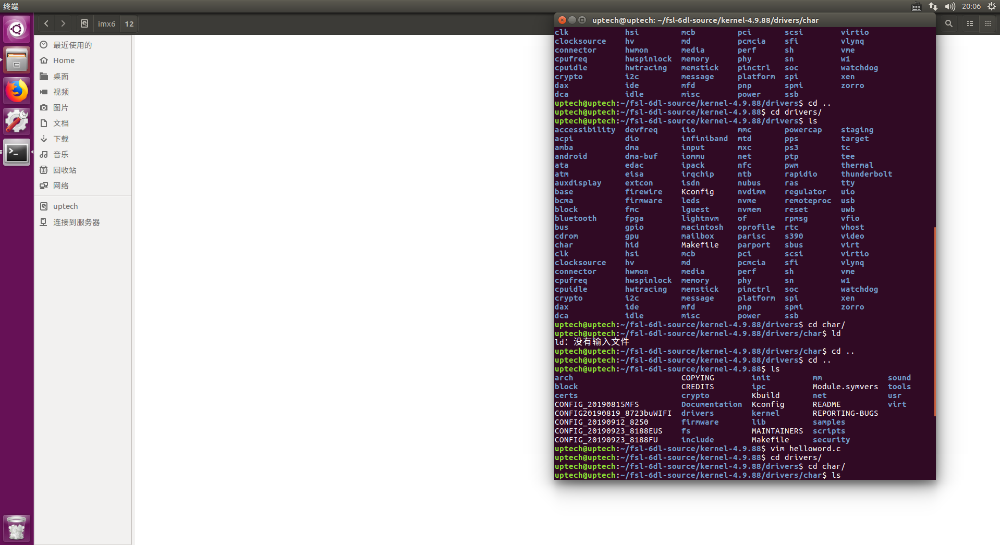 终端
20:06
imx6 12
最近使用的
Home
桌面
视频
图片
文档
下载
音乐
回收站
网络
uptech
连接到服务器
uptech@uptech: ~/fsl-6dl-source/kernel-4.9.88/drivers/char
clk hsi mcb pci scsi virtio
clocksource hv md pcmcia sfi vlynq
connector hwmon media perf sh vme
cpufreq hwspinlock memory phy sn w1
cpuidle hwtracing memstick pinctrl soc watchdog
crypto i2c message platform spi xen
dax ide mfd pnp spmi zorro
dca idle misc power ssb
uptech@uptech:~/fsl-6dl-source/kernel-4.9.88/drivers$ cd ..
uptech@uptech:~/fsl-6dl-source/kernel-4.9.88$ cd drivers/
uptech@uptech:~/fsl-6dl-source/kernel-4.9.88/drivers$ ls
accessibility devfreq iio mmc powercap staging
acpi dio infiniband mtd pps target
amba dma input mxc ps3 tc
android dma-buf iommu net ptp tee
ata edac ipack nfc pwm thermal
atm eisa irqchip ntb rapidio thunderbolt
auxdisplay extcon isdn nubus ras tty
base firewire Kconfig nvdimm regulator uio
bcma firmware leds nvme remoteproc usb
block fmc lguest nvmem reset uwb
bluetooth fpga lightnvm of rpmsg vfio
bus gpio macintosh oprofile rtc vhost
cdrom gpu mailbox parisc s390 video
char hid Makefile parport sbus virt
clk hsi mcb pci scsi virtio
clocksource hv md pcmcia sfi vlynq
connector hwmon media perf sh vme
cpufreq hwspinlock memory phy sn w1
cpuidle hwtracing memstick pinctrl soc watchdog
crypto i2c message platform spi xen
dax ide mfd pnp spmi zorro
dca idle misc power ssb
uptech@uptech:~/fsl-6dl-source/kernel-4.9.88/drivers$ cd char/
uptech@uptech:~/fsl-6dl-source/kernel-4.9.88/drivers/char$ ld
ld: 没有输入文件
uptech@uptech:~/fsl-6dl-source/kernel-4.9.88/drivers/char$ cd ..
uptech@uptech:~/fsl-6dl-source/kernel-4.9.88/drivers$ cd ..
uptech@uptech:~/fsl-6dl-source/kernel-4.9.88$ ls
arch COPYING init mm sound
block CREDITS ipc Module.symvers tools
certs crypto Kbuild net usr
CONFIG_20190815MFS Documentation Kconfig README virt
CONFIG20190819_8723buWIFI drivers kernel REPORTING-BUGS
CONFIG_20190912_8250 firmware lib samples
CONFIG_20190923_8188EUS fs MAINTAINERS scripts
CONFIG_20190923_8188FU include Makefile security
uptech@uptech:~/fsl-6dl-source/kernel-4.9.88$ vim helloword.c
uptech@uptech:~/fsl-6dl-source/kernel-4.9.88$ cd drivers/
uptech@uptech:~/fsl-6dl-source/kernel-4.9.88/drivers$ cd char/
uptech@uptech:~/fsl-6dl-source/kernel-4.9.88/drivers/char$ ls